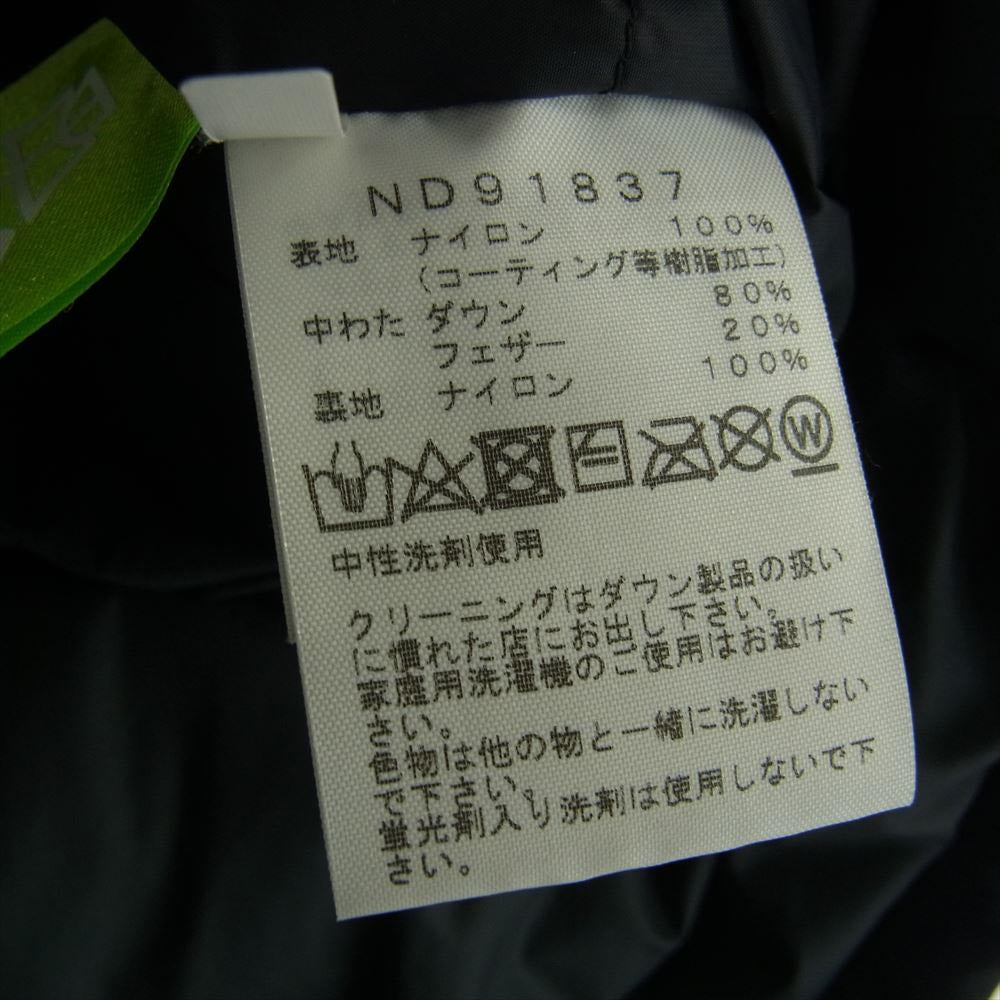 ND91837
表地 ナイロン 100%
(コーティング等樹脂加工)
中わた ダウン 80%
フェザー 20%
裏地 ナイロン 100%
W
中性洗剤使用
クリーニングはダウン製品の扱い
に慣れた店にお出し下さい。
家庭用洗濯機のご使用はお避け下
さい。
色物は他の物と一緒に洗濯しない
で下さい。
蛍光剤入り洗剤は使用しないで下
さい。